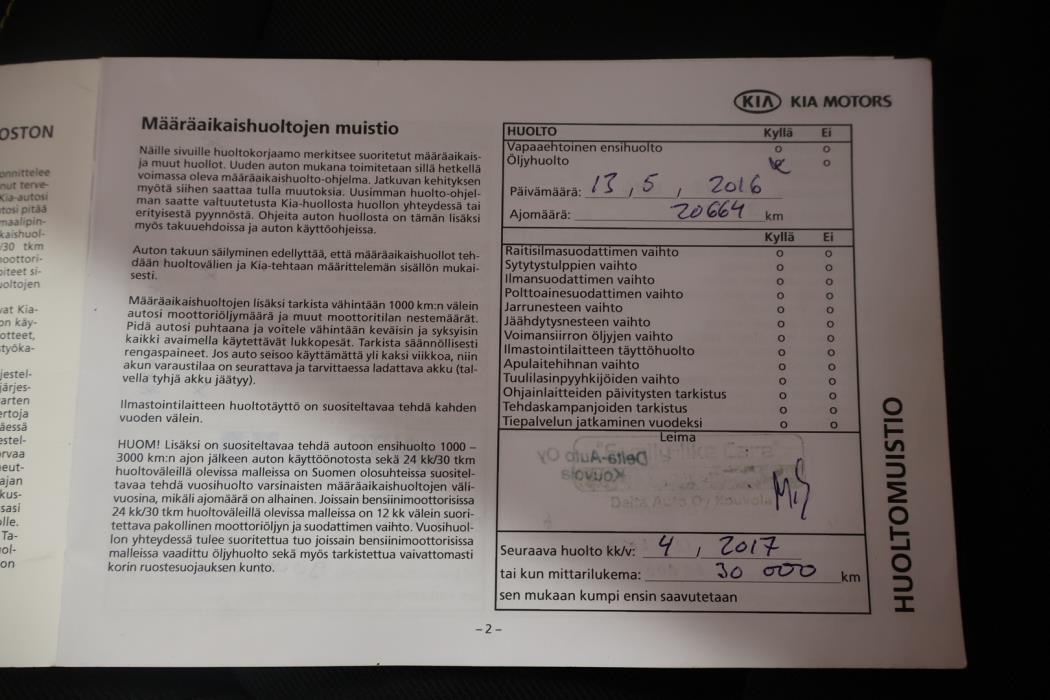 OSTON
onnittelee
nut terve-
Kia-autosi
tosi pitää
maalipin-
kaishuol-
/30 tkm
noottori-
oiteet si-
uoltojen
vat Kia-
on käy-
otteet,
työka-
jestel-
järjes-
arten
ertoja
äessä
estel-
rvaa
eut-
ajan
kus-
sasi
olle.
Ta-
ol-
on
Määräaikaishuoltojen muistio
Näille sivuille huoltokorjaamo merkitsee suoritetut määräaikais-
ja muut huollot. Uuden auton mukana toimitetaan sillä hetkellä
voimassa oleva määräaikaishuolto-ohjelma. Jatkuvan kehityksen
myötä siihen saattaa tulla muutoksia. Uusimman huolto-ohjel-
man saatte valtuutetusta Kia-huollosta huollon yhteydessä tai
erityisestä pyynnöstä. Ohjeita auton huollosta on tämän lisäksi
myös takuuehdoissa ja auton käyttöohjeissa.
Auton takuun säilyminen edellyttää, että määräaikaishuollot teh-
dään huoltovälien ja Kia-tehtaan määrittelemän sisällön mukai-
sesti.
Määräaikaishuoltojen lisäksi tarkista vähintään 1000 km:n välein
autosi moottoriöljymäärä ja muut moottoritilan nestemäärät.
Pidä autosi puhtaana ja voitele vähintään keväisin ja syksyisin
kaikki avaimella käytettävät lukkopesät. Tarkista säännöllisesti
rengaspaineet. Jos auto seisoo käyttämättä yli kaksi viikkoa, niin
akun varaustilaa on seurattava ja tarvittaessa ladattava akku (tal-
vella tyhjä akku jäätyy).
Ilmastointilaitteen huoltotäyttö on suositeltavaa tehdä kahden
vuoden välein.
HUOM! Lisäksi on suositeltavaa tehdä autoon ensihuolto 1000 –
3000 km:n ajon jälkeen auton käyttöönotosta sekä 24 kk/30 tkm
huoltoväleillä olevissa malleissa on Suomen olosuhteissa suositel-
tavaa tehdä vuosihuolto varsinaisten määräaikaishuoltojen väli-
vuosina, mikäli ajomäärä on alhainen. Joissain bensiinimoottorisissa
24 kk/30 tkm huoltoväleillä olevissa malleissa on 12 kk välein suori-
tettava pakollinen moottoriöljyn ja suodattimen vaihto. Vuosihuol-
lon yhteydessä tulee suoritettua tuo joissain bensiinimoottorisissa
malleissa vaadittu öljyhuolto sekä myös tarkistettua vaivattomasti
korin ruostesuojauksen kunto.
KIA KIA MOTORS
HUOLTO Kyllä Ei
Vapaaehtoinen ensihuolto o o
Öljyhuolto o
Päivämäärä: 13, 5, 2016
Ajomäärä: 20664 km
Kyllä Ei
Raitisilmasuodattimen vaihto o o
Sytytystulppien vaihto o o
Ilmansuodattimen vaihto o o
Polttoainesuodattimen vaihto o o
Jarrunesteen vaihto o o
Jäähdytysnesteen vaihto o o
Voimansiirron öljyjen vaihto o o
Ilmastointilaitteen täyttöhuolto o o
Apulaitehihnan vaihto o o
Tuulilasinpyyhkijöiden vaihto o o
Ohjainlaitteiden päivitysten tarkistus o o
Tehdaskampanjoiden tarkistus o o
Tiepalvelun jatkaminen vuodeksi o o
Leima
"Family-like Care"
Delta-Auto Oy
Kouvola
Delta Auto Oy Kouvola
Seuraava huolto kk/v: 4, 2017
tai kun mittarilukema: 30 000 km
sen mukaan kumpi ensin saavutetaan
HUOLTOMUISTIO
– 2 –